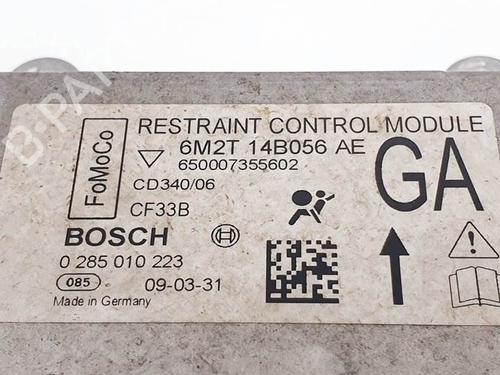 B-PARTS
RESTRAINT CONTROL MODULE
FoMoCo
6M2T 14B056 AE
650007355602
GA
CD340/06
CF33B
BOSCH
0 285 010 223
085
09-03-31
Made in Germany